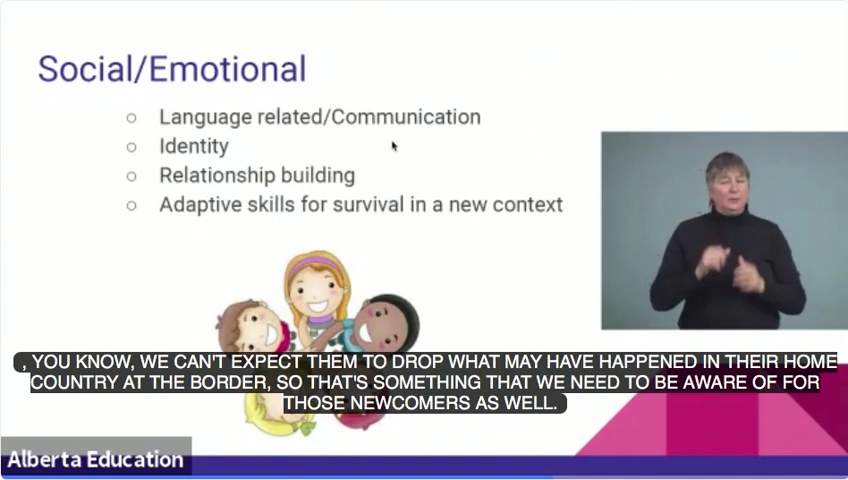 Social/Emotional
Language related/Communication
Identity
Relationship building
Adaptive skills for survival in a new context
, YOU KNOW, WE CAN'T EXPECT THEM TO DROP WHAT MAY HAVE HAPPENED IN THEIR HOME
COUNTRY AT THE BORDER, SO THAT'S SOMETHING THAT WE NEED TO BE AWARE OF FOR
THOSE NEWCOMERS AS WELL.
Alberta Education